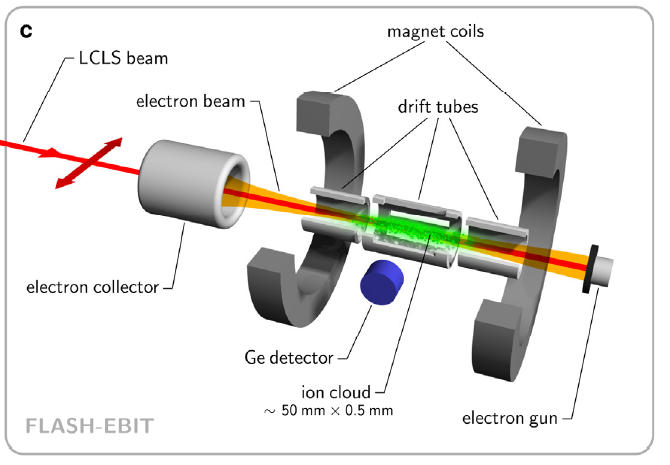 c
magnet coils
LCLS beam
electron beam
drift tubes
electron collector
Ge detector
ion cloud
∼ 50 mm × 0.5 mm
electron gun
FLASH-EBIT